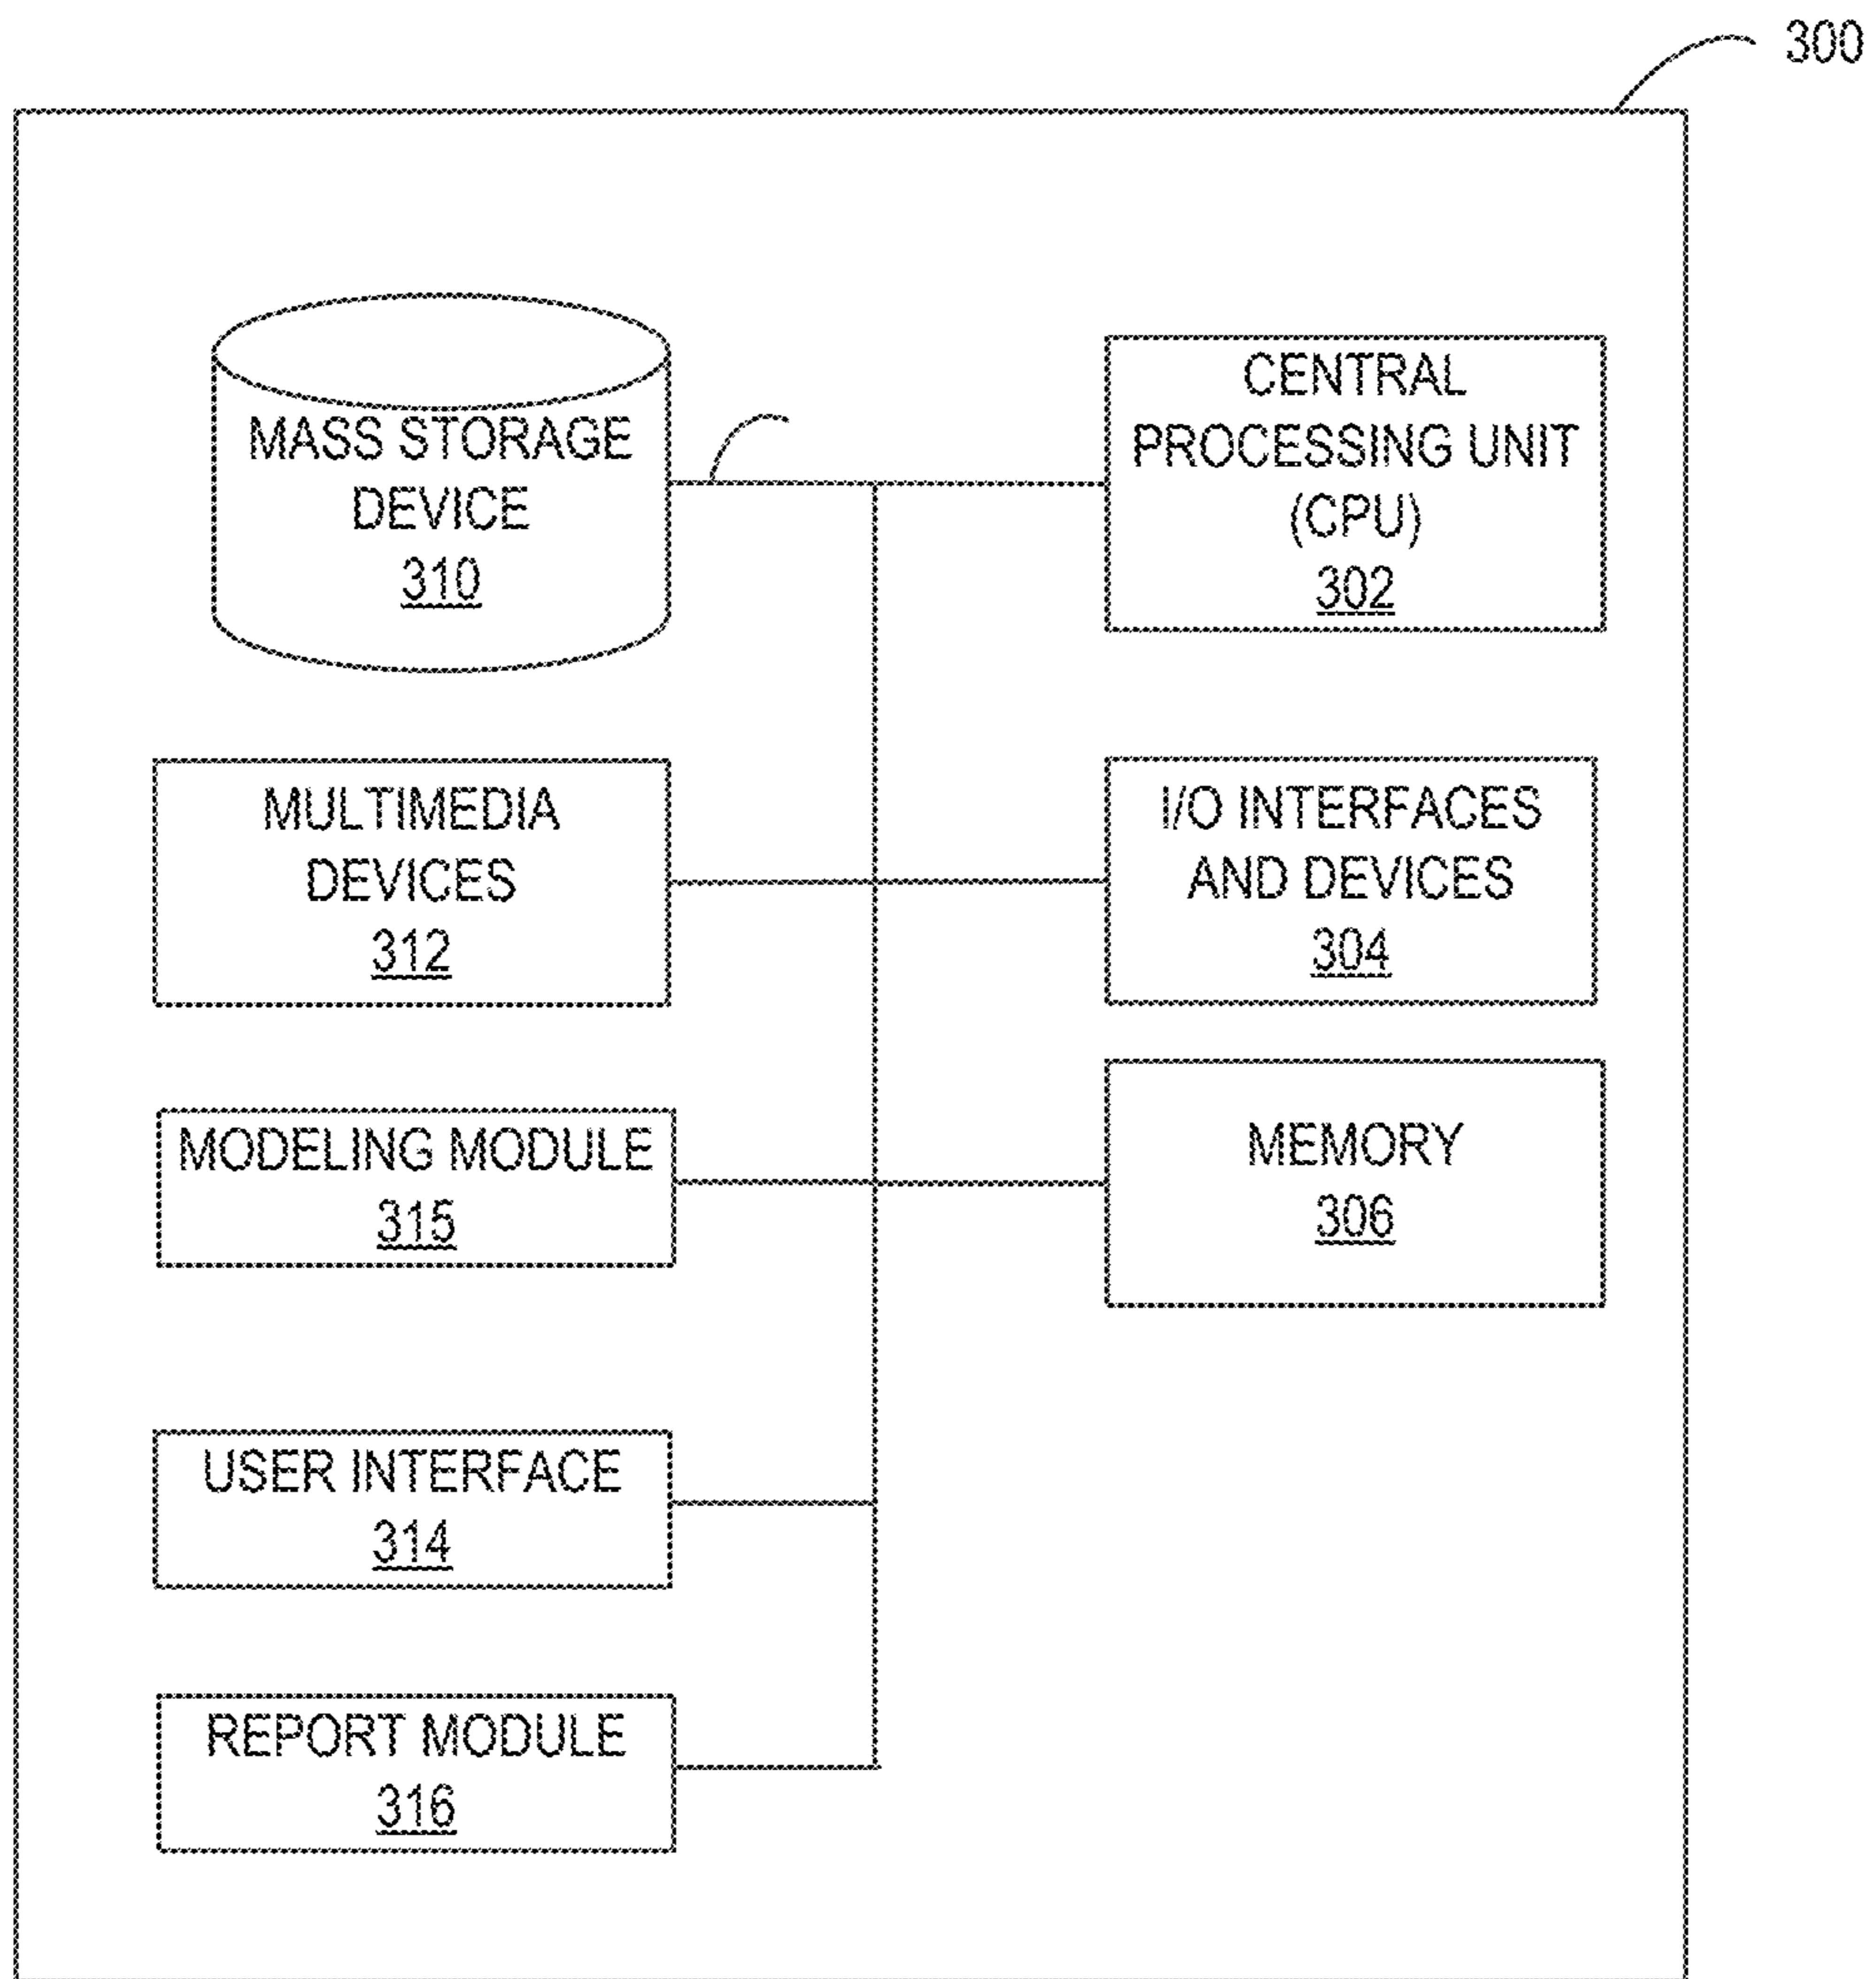 300
MASS STORAGE
DEVICE
310
CENTRAL
PROCESSING UNIT
(CPU)
302
MULTIMEDIA
DEVICES
312
I/O INTERFACES
AND DEVICES
304
MODELING MODULE
315
MEMORY
306
USER INTERFACE
314
REPORT MODULE
316